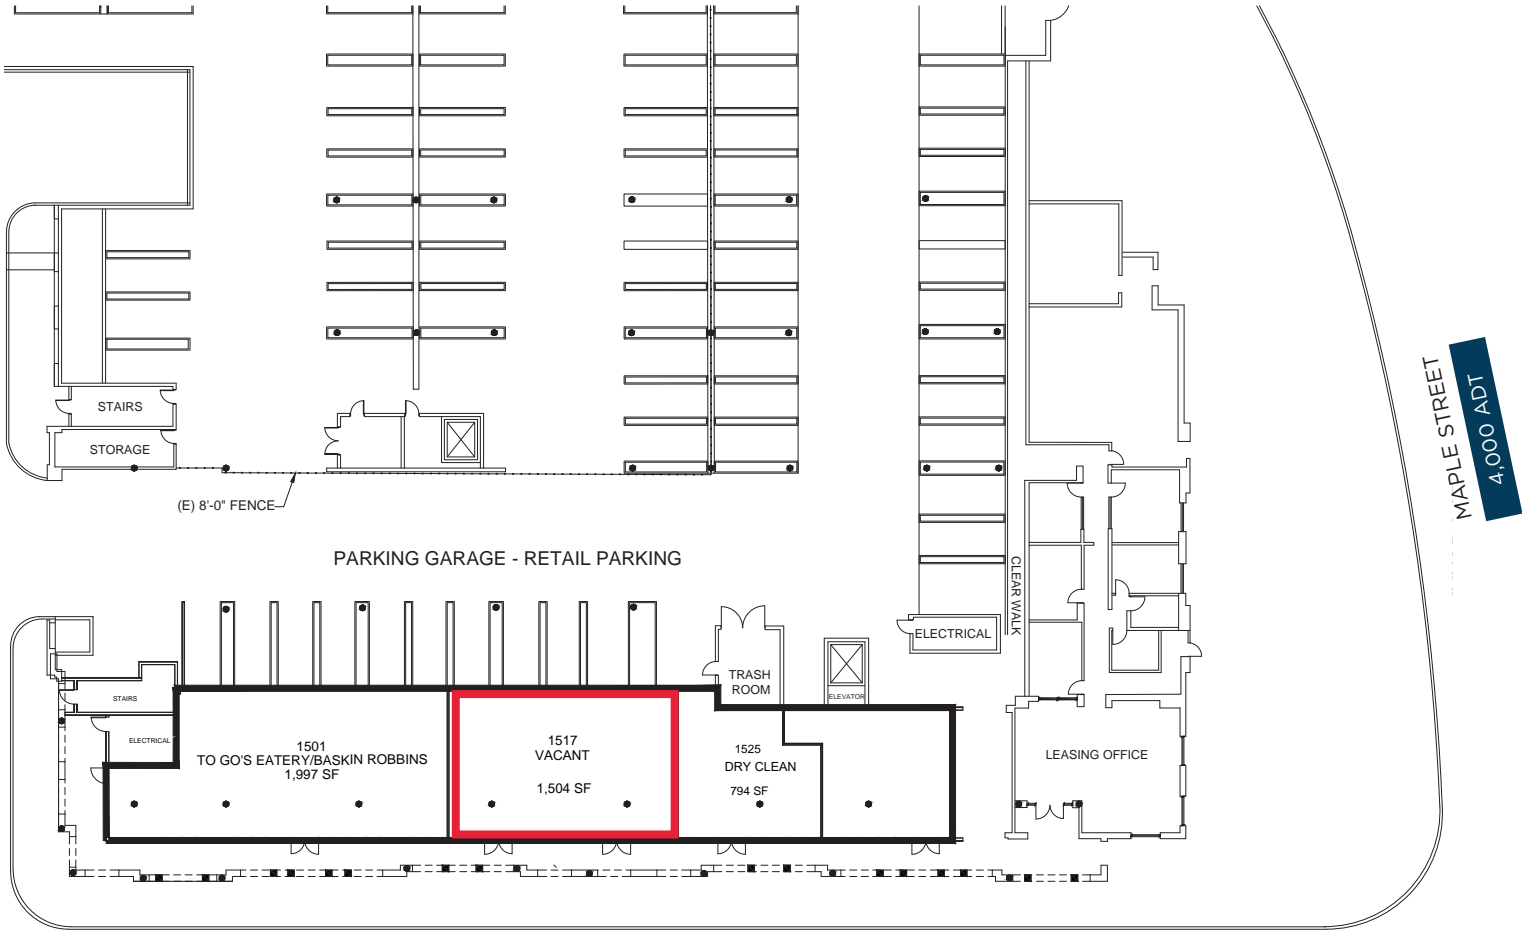 STAIRS
STORAGE
(E) 8'-0" FENCE
PARKING GARAGE - RETAIL PARKING
CLEAR WALK
MAPLE STREET
4,000 ADT
ELECTRICAL
TRASH
ROOM
ELEVATOR
STAIRS
ELECTRICAL
1501
TO GO'S EATERY/BASKIN ROBBINS
1,997 SF
1517
VACANT
1,504 SF
1525
DRY CLEAN
794 SF
LEASING OFFICE